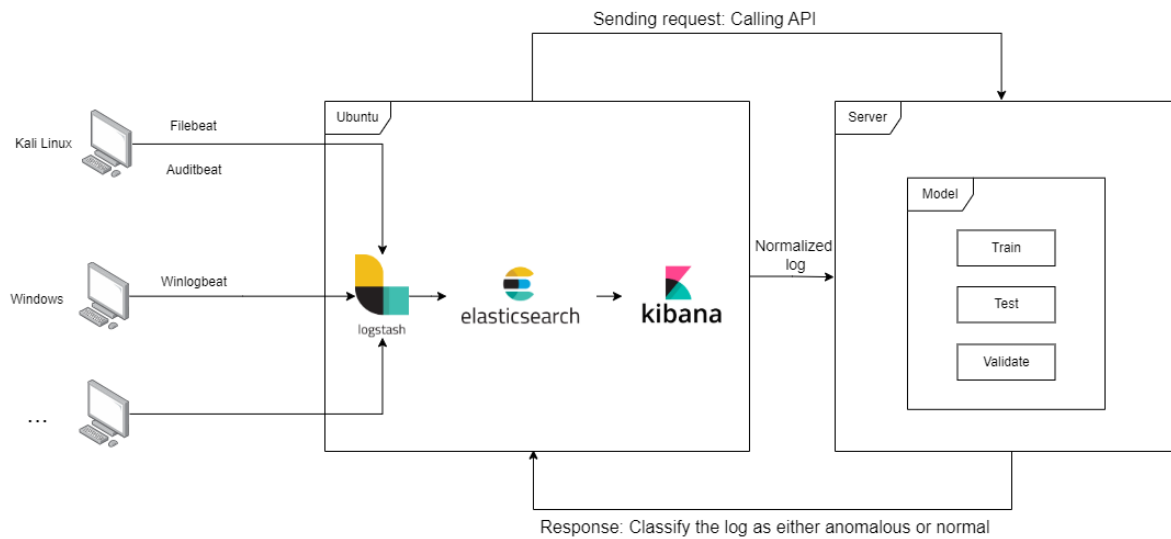 Sending request: Calling API
Ubuntu
Server
Kali Linux
Filebeat
Auditbeat
Model
Train
Normalized
log
Windows
Winlogbeat
logstash
elasticsearch
kibana
Test
Validate
...
Response: Classify the log as either anomalous or normal